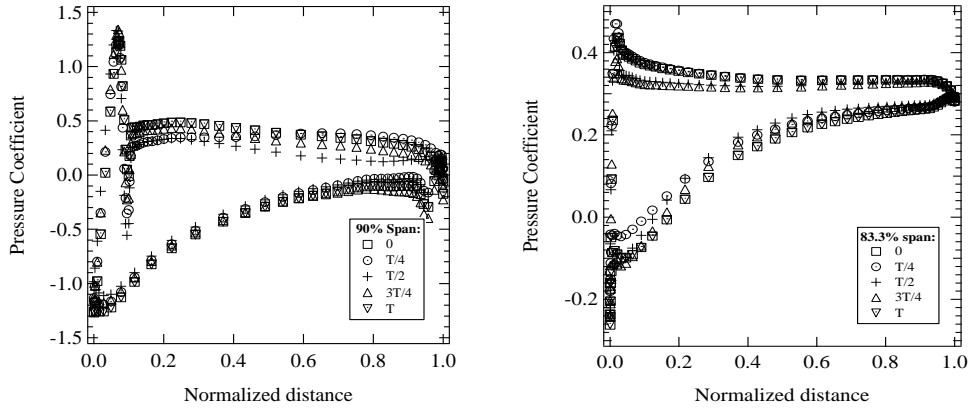 1.5
1.0
0.5
0.0
-0.5
-1.0
-1.5
Pressure Coefficient
0.0
0.2
0.4
0.6
0.8
1.0
Normalized distance
90% Span:
0
T/4
T/2
3T/4
T
0.4
0.2
0.0
-0.2
Pressure Coefficient
0.0
0.2
0.4
0.6
0.8
1.0
Normalized distance
83.3% span:
0
T/4
T/2
3T/4
T